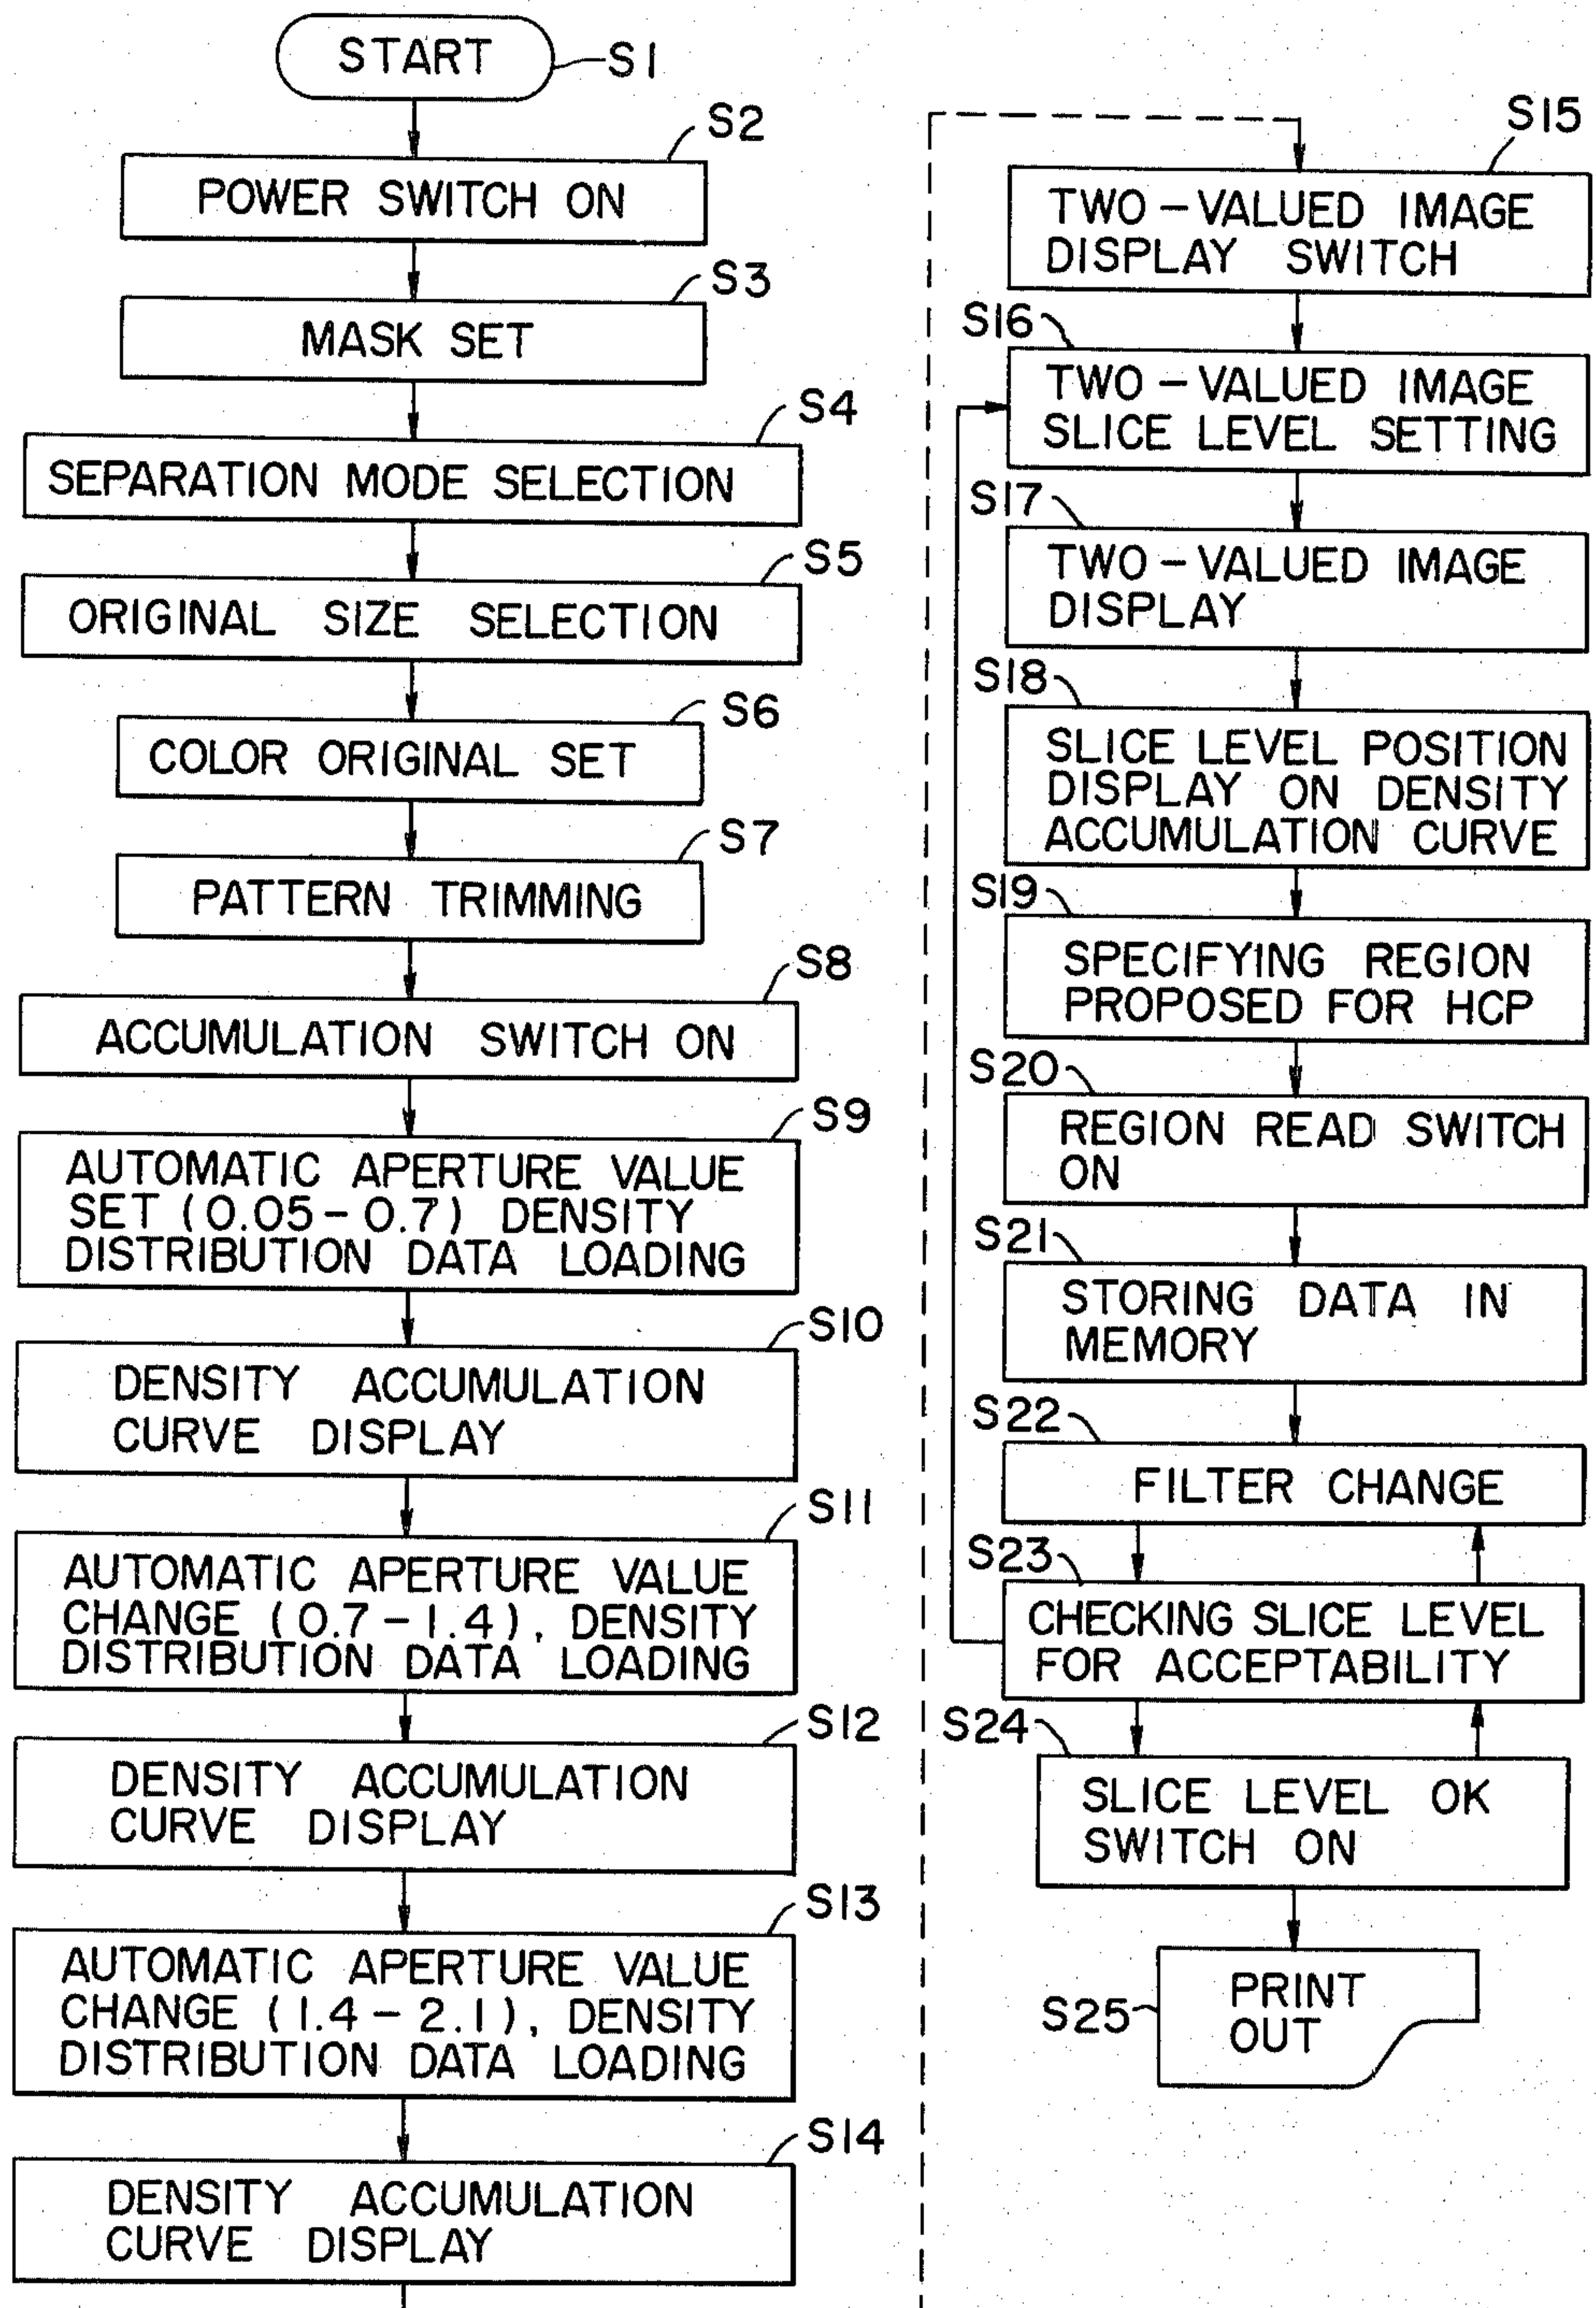 START
S1
S2
POWER SWITCH ON
S3
MASK SET
S4
SEPARATION MODE SELECTION
S5
ORIGINAL SIZE SELECTION
S6
COLOR ORIGINAL SET
S7
PATTERN TRIMMING
S8
ACCUMULATION SWITCH ON
S9
AUTOMATIC APERTURE VALUE
SET (0.05-0.7) DENSITY
DISTRIBUTION DATA LOADING
S10
DENSITY ACCUMULATION
CURVE DISPLAY
S11
AUTOMATIC APERTURE VALUE
CHANGE (0.7-1.4), DENSITY
DISTRIBUTION DATA LOADING
S12
DENSITY ACCUMULATION
CURVE DISPLAY
S13
AUTOMATIC APERTURE VALUE
CHANGE (1.4-2.1), DENSITY
DISTRIBUTION DATA LOADING
S14
DENSITY ACCUMULATION
CURVE DISPLAY
S15
TWO-VALUED IMAGE
DISPLAY SWITCH
S16
TWO-VALUED IMAGE
SLICE LEVEL SETTING
S17
TWO-VALUED IMAGE
DISPLAY
S18
SLICE LEVEL POSITION
DISPLAY ON DENSITY
ACCUMULATION CURVE
S19
SPECIFYING REGION
PROPOSED FOR HCP
S20
REGION READ SWITCH
ON
S21
STORING DATA IN
MEMORY
S22
FILTER CHANGE
S23
CHECKING SLICE LEVEL
FOR ACCEPTABILITY
S24
SLICE LEVEL OK
SWITCH ON
S25
PRINT
OUT